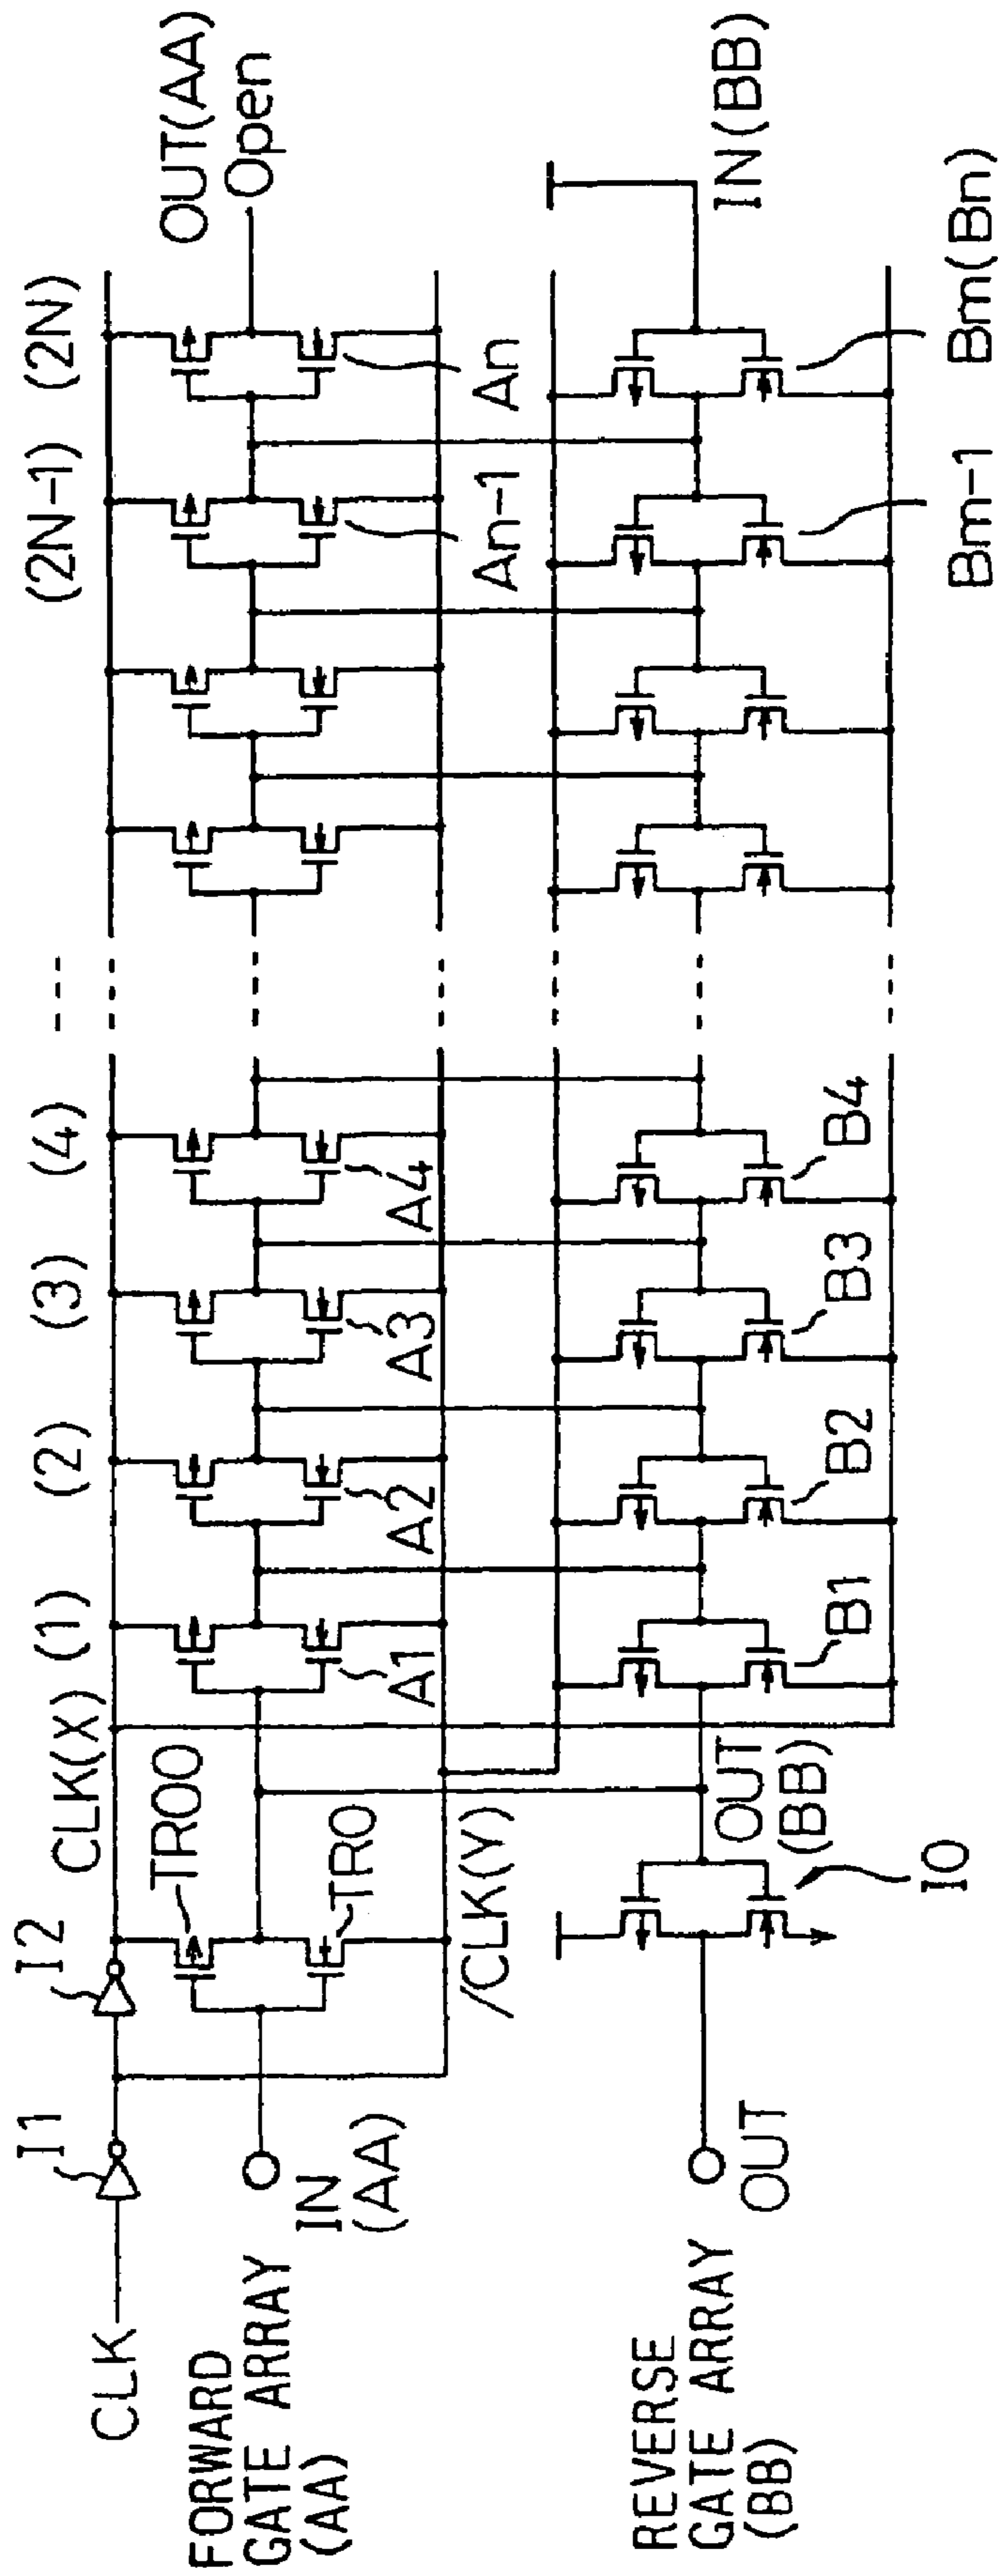 CLK
I1
I2
CLK(X)
(1)
(2)
(3)
(4)
(2N-1)
(2N)
OUT(AA)
Open
FORWARD
GATE ARRAY
(AA)
IN
(AA)
TR00
TR0
/CLK(Y)
A1
A2
A3
A4
An-1
An
REVERSE
GATE ARRAY
(BB)
OUT
I0
OUT
(BB)
B1
B2
B3
B4
Bm-1
Bm(Bn)
IN(BB)